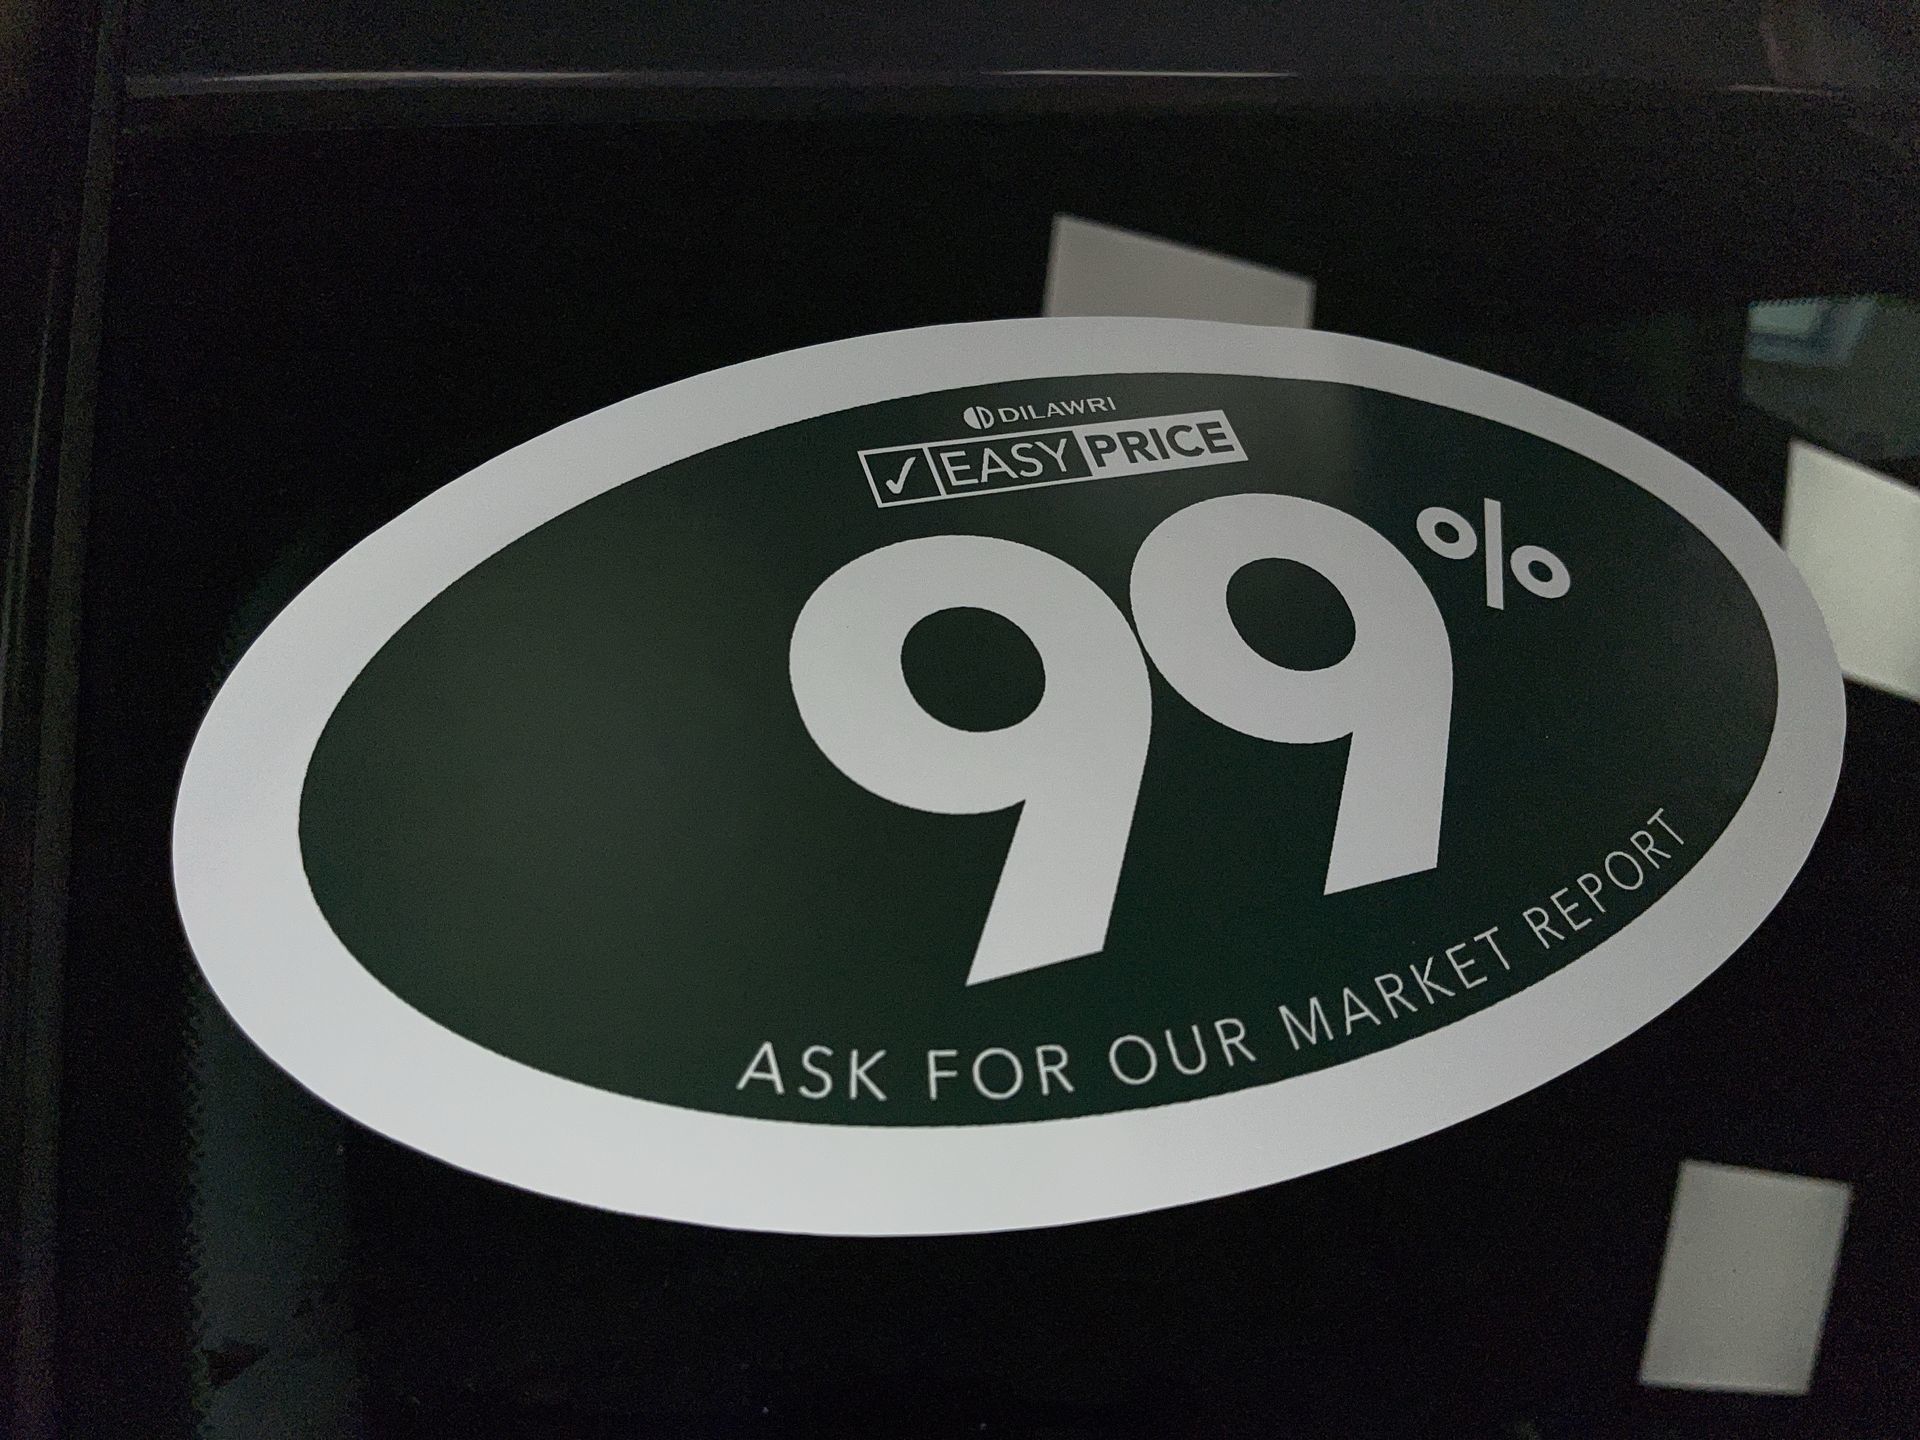 DILAWRI
✓ EASY PRICE
99%
ASK FOR OUR MARKET REPORT